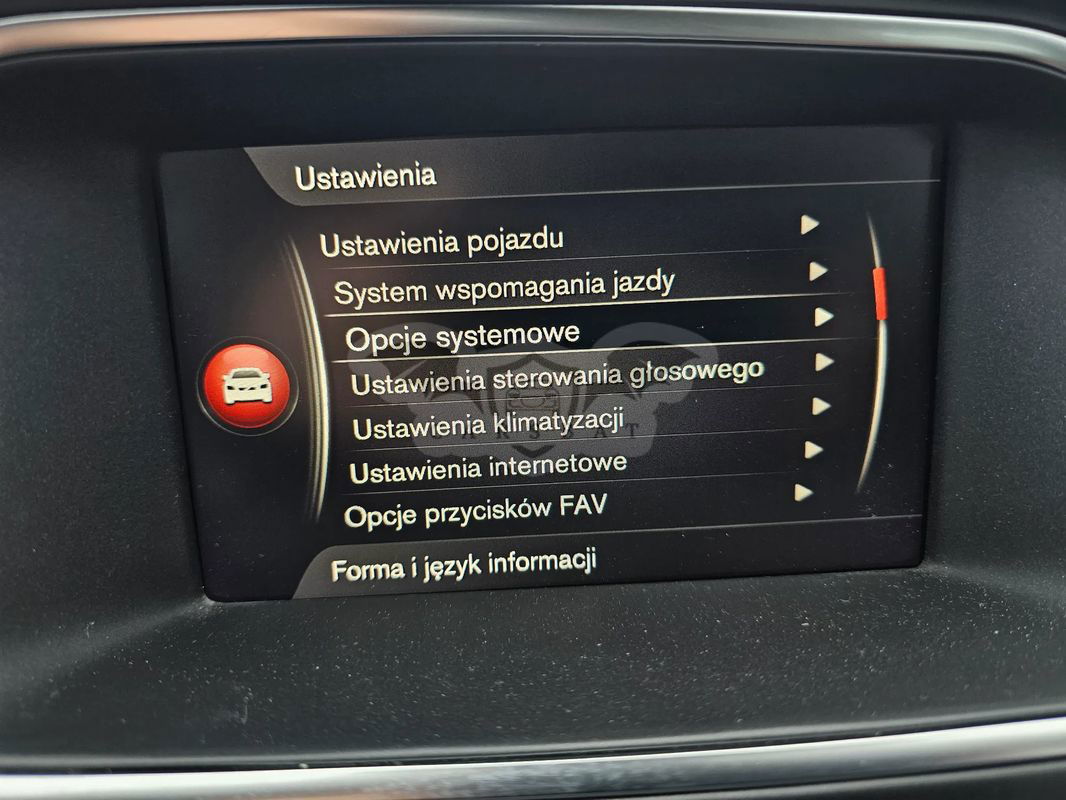 Ustawienia
Ustawienia pojazdu
System wspomagania jazdy
Opcje systemowe
Ustawienia sterowania głosowego
Ustawienia klimatyzacji
Ustawienia internetowe
Opcje przycisków FAV
Forma i język informacji